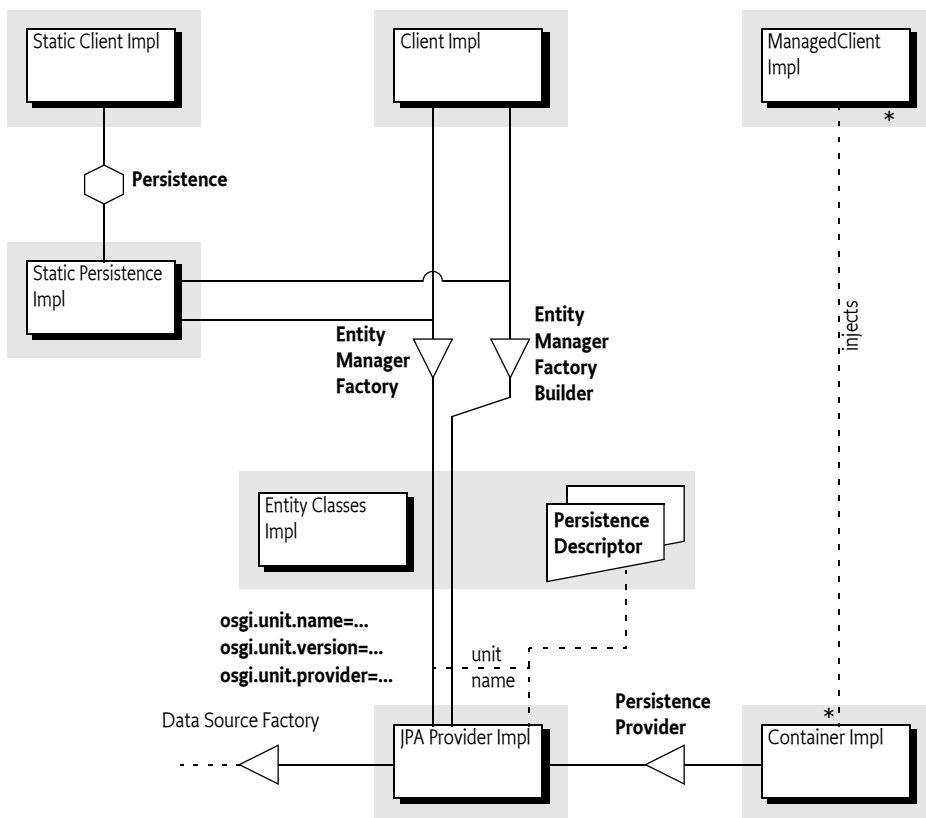 Static Client Impl
Client Impl
ManagedClient
Impl
*
Persistence
Static Persistence
Impl
injects
Entity
Manager
Factory
Entity
Manager
Factory
Builder
Entity Classes
Impl
Persistence
Descriptor
osgi.unit.name=...
osgi.unit.version=...
osgi.unit.provider=...
unit
name
Data Source Factory
Persistence
Provider
*
JPA Provider Impl
Container Impl